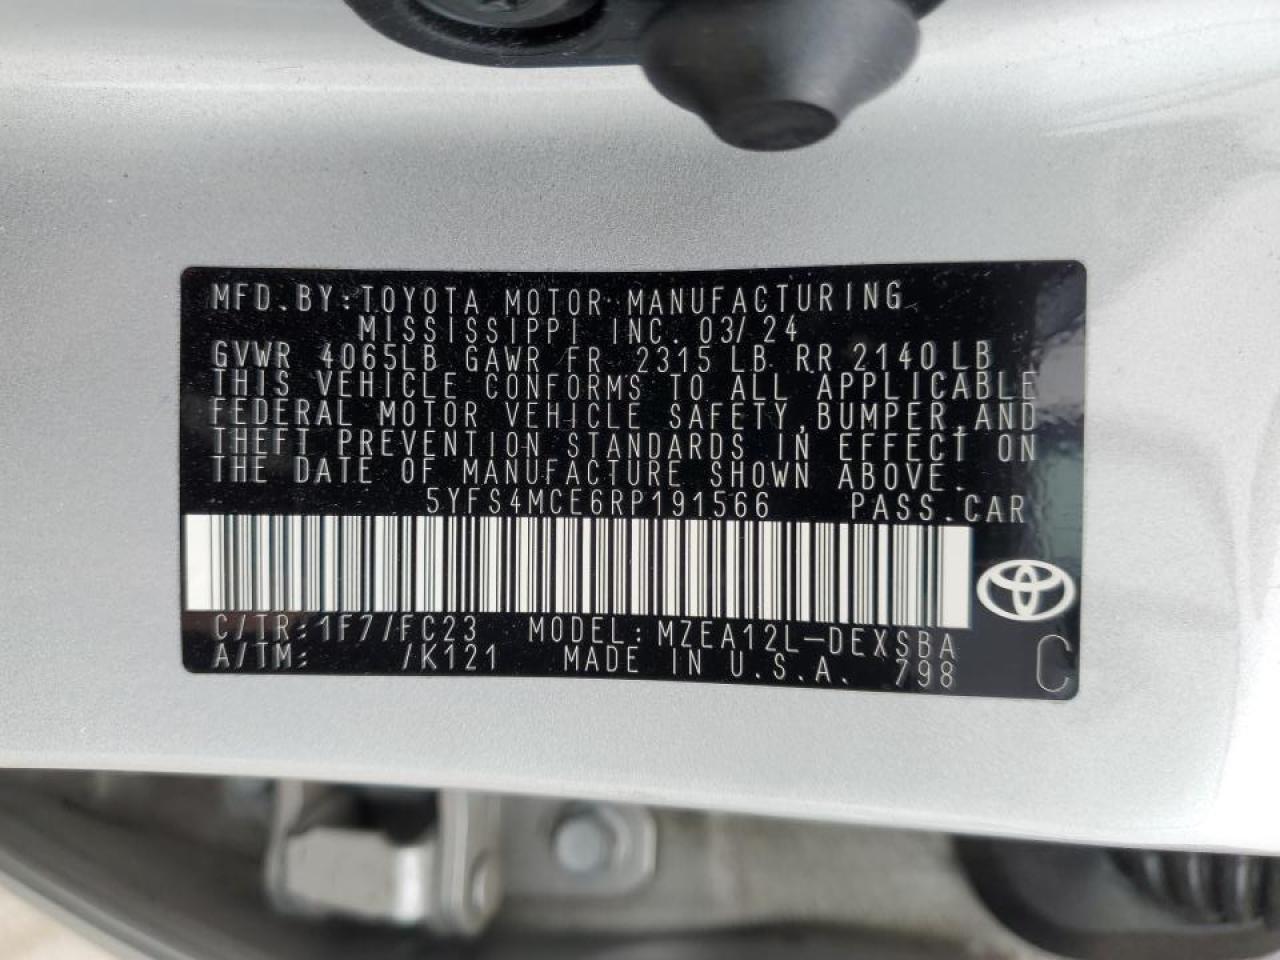 MFD.BY:TOYOTA MOTOR MANUFACTURING
MISSISSIPPI INC. 03/24
GVWR 4065LB GAWR FR 2315 LB RR 2140LB
THIS VEHICLE CONFORMS TO ALL APPLICABLE
FEDERAL MOTOR VEHICLE SAFETY,BUMPER,AND
THEFT PREVENTION STANDARDS IN EFFECT ON
THE DATE OF MANUFACTURE SHOWN ABOVE.
5YFS4MCE6RP191566 PASS.CAR
C/TR:1F7/FC23 MODEL:MZEA12L-DEXSBA
A/TM: /K121 MADE IN U.S.A. 798 C